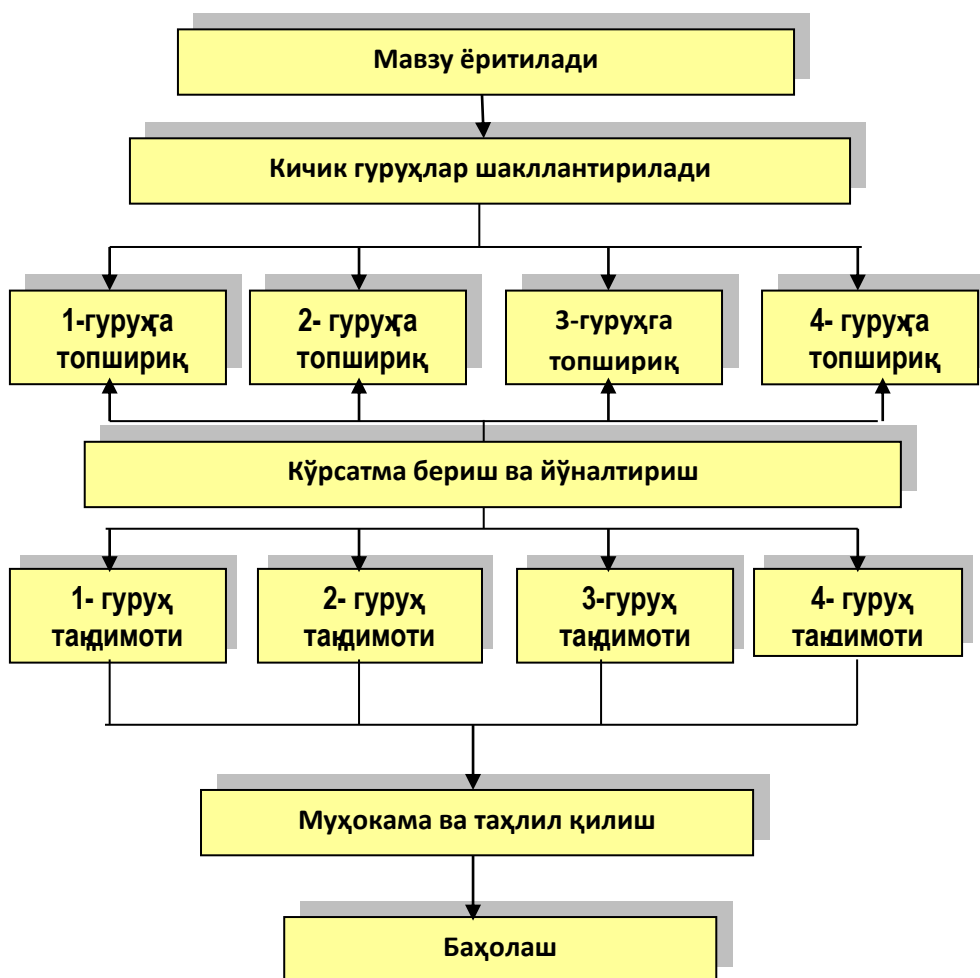 Мавзу ёритилади
Кичик гуруҳлар шакллантирилади
1-гуруҳга
топшириқ
2- гуруҳга
топшириқ
3-гуруҳга
топшириқ
4- гуруҳга
топшириқ
Кўрсатма бериш ва йўналтириш
1- гуруҳ
тақдимоти
2- гуруҳ
тақдимоти
3-гуруҳ
тақдимоти
4- гуруҳ
тақдимоти
Муҳокама ва таҳлил қилиш
Баҳолаш